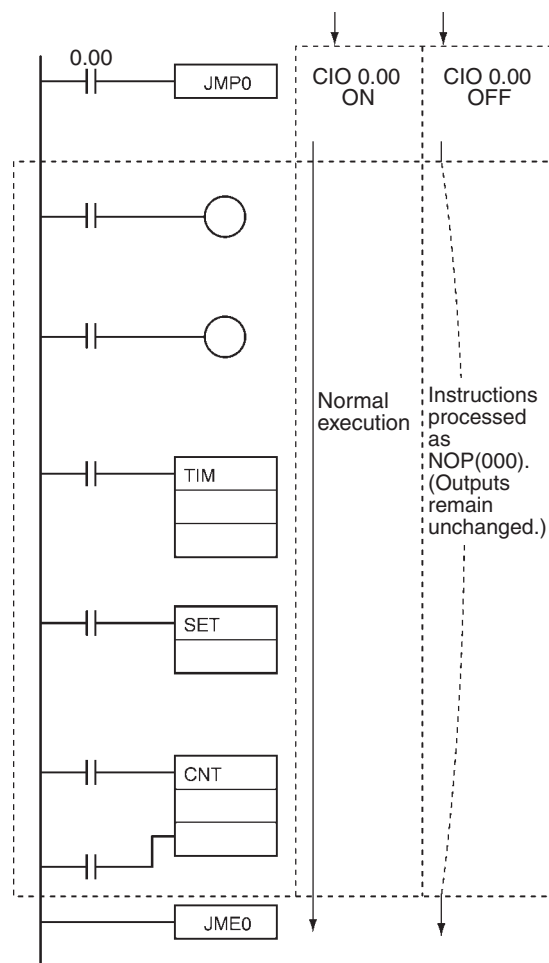 0.00
JMP0
CIO 0.00
ON
CIO 0.00
OFF
TIM
Normal
execution
Instructions
processed
as
NOP(000).
(Outputs
remain
unchanged.)
SET
CNT
JME0